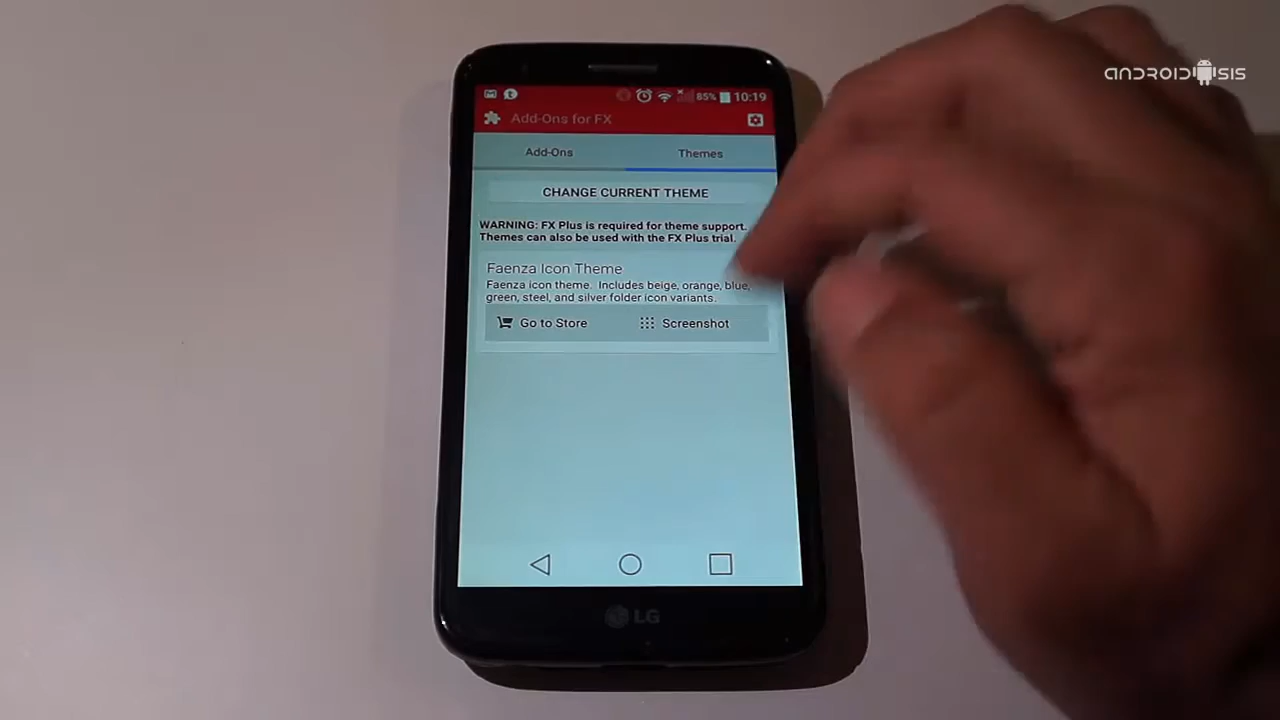 ANDROIDSIS
85% 10:19
Add-Ons for FX
Add-Ons Themes
CHANGE CURRENT THEME
WARNING: FX Plus is required for theme support.
Themes can also be used with the FX Plus trial.
Faenza Icon Theme
Faenza icon theme. Includes beige, orange, blue,
green, steel, and silver folder icon variants.
Go to Store Screenshot
LG